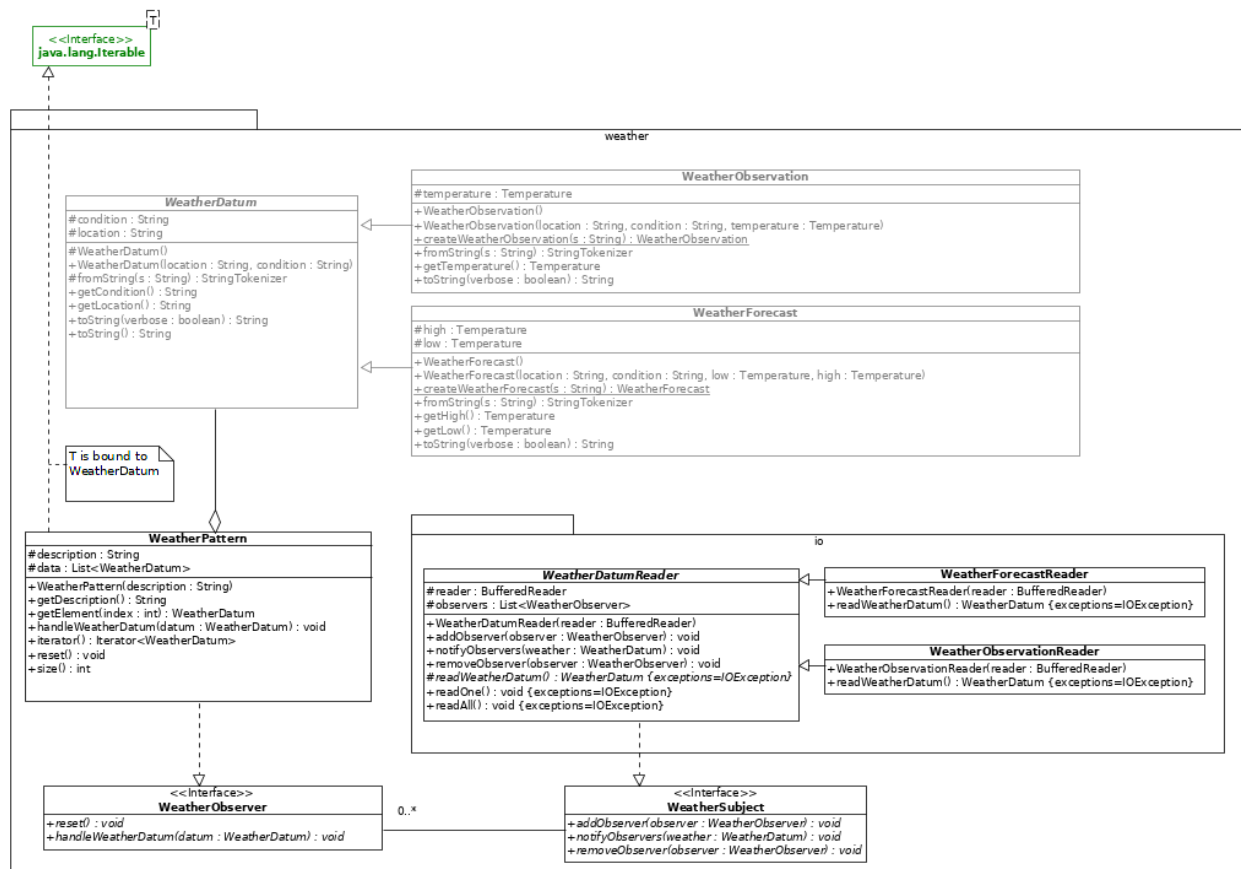 T
<<Interface>>
java.lang.Iterable
weather
WeatherDatum
#condition : String
#location : String
#WeatherDatum()
+WeatherDatum(location : String, condition : String)
#fromString(s : String) : StringTokenizer
+getCondition() : String
+getLocation() : String
+toString(verbose : boolean) : String
+toString() : String
WeatherObservation
#temperature : Temperature
+WeatherObservation()
+WeatherObservation(location : String, condition : String, temperature : Temperature)
+createWeatherObservation(s : String) : WeatherObservation
+fromString(s : String) : StringTokenizer
+getTemperature() : Temperature
+toString(verbose : boolean) : String
WeatherForecast
#high : Temperature
#low : Temperature
+WeatherForecast()
+WeatherForecast(location : String, condition : String, low : Temperature, high : Temperature)
+createWeatherForecast(s : String) : WeatherForecast
+fromString(s : String) : StringTokenizer
+getHigh() : Temperature
+getLow() : Temperature
+toString(verbose : boolean) : String
T is bound to
WeatherDatum
WeatherPattern
#description : String
#data : List<WeatherDatum>
+WeatherPattern(description : String)
+getDescription() : String
+getElement(index : int) : WeatherDatum
+handleWeatherDatum(datum : WeatherDatum) : void
+iterator() : Iterator<WeatherDatum>
+reset() : void
+size() : int
io
WeatherDatumReader
#reader : BufferedReader
#observers : List<WeatherObserver>
+WeatherDatumReader(reader : BufferedReader)
+addObserver(observer : WeatherObserver) : void
+notifyObservers(weather : WeatherDatum) : void
+removeObserver(observer : WeatherObserver) : void
#readWeatherDatum() : WeatherDatum {exceptions=IOException}
+readOne() : void {exceptions=IOException}
+readAll() : void {exceptions=IOException}
WeatherForecastReader
+WeatherForecastReader(reader : BufferedReader)
+readWeatherDatum() : WeatherDatum {exceptions=IOException}
WeatherObservationReader
+WeatherObservationReader(reader : BufferedReader)
+readWeatherDatum() : WeatherDatum {exceptions=IOException}
<<Interface>>
WeatherObserver
+reset() : void
+handleWeatherDatum(datum : WeatherDatum) : void
0..*
<<Interface>>
WeatherSubject
+addObserver(observer : WeatherObserver) : void
+notifyObservers(weather : WeatherDatum) : void
+removeObserver(observer : WeatherObserver) : void